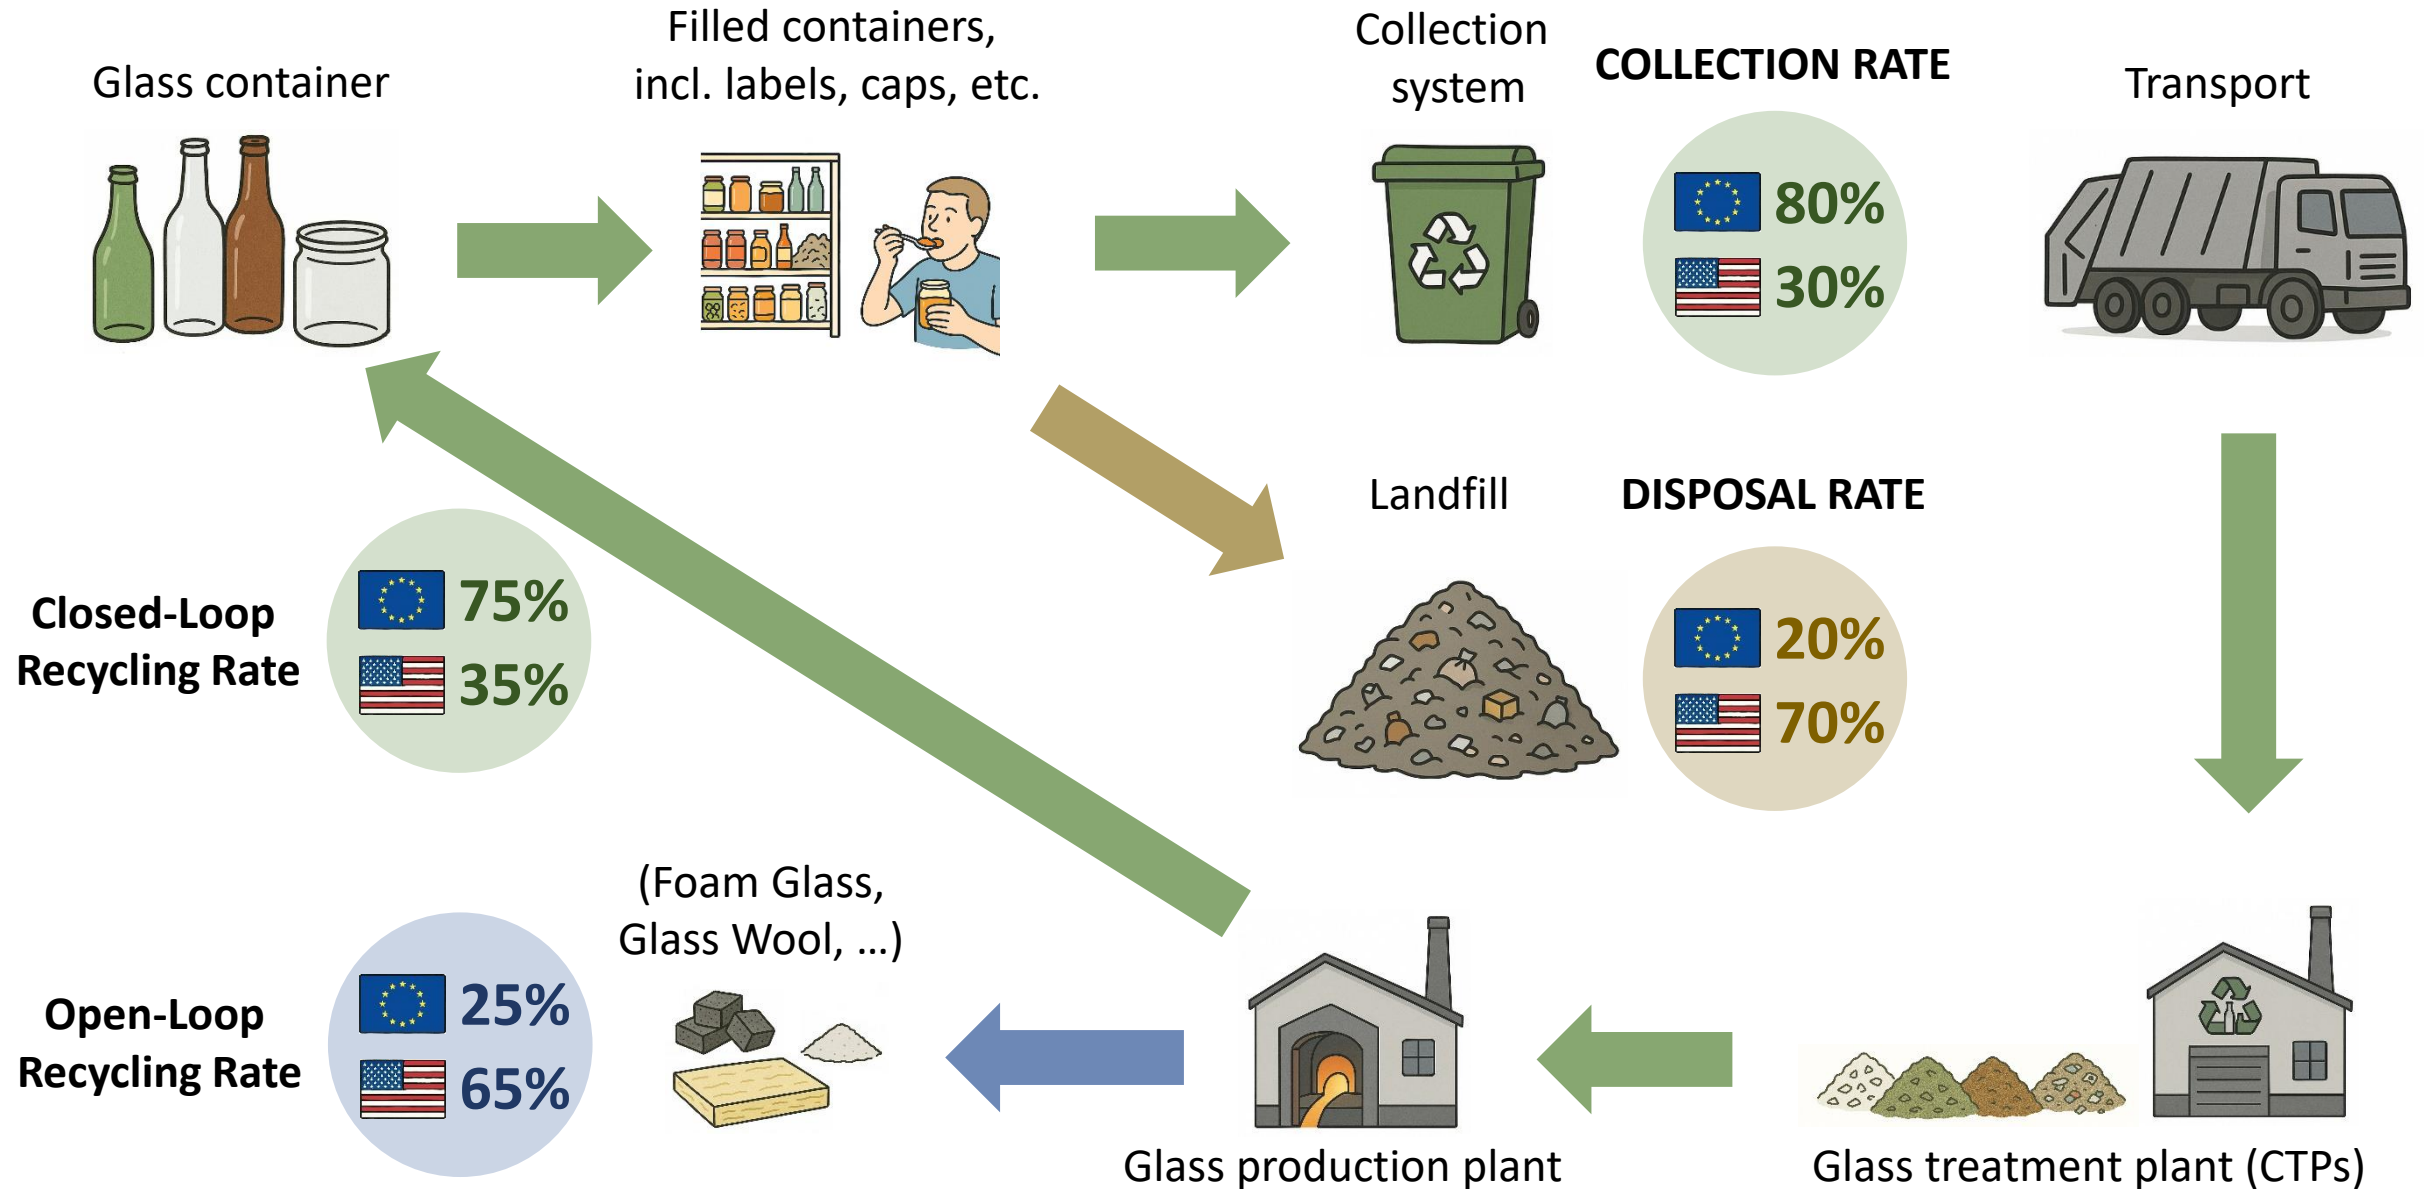 Glass container
Filled containers,
incl. labels, caps, etc.
Collection
system
COLLECTION RATE
80%
30%
Transport
Landfill
DISPOSAL RATE
20%
70%
Closed-Loop
Recycling Rate
75%
35%
(Foam Glass,
Glass Wool, ...)
Open-Loop
Recycling Rate
25%
65%
Glass production plant
Glass treatment plant (CTPs)